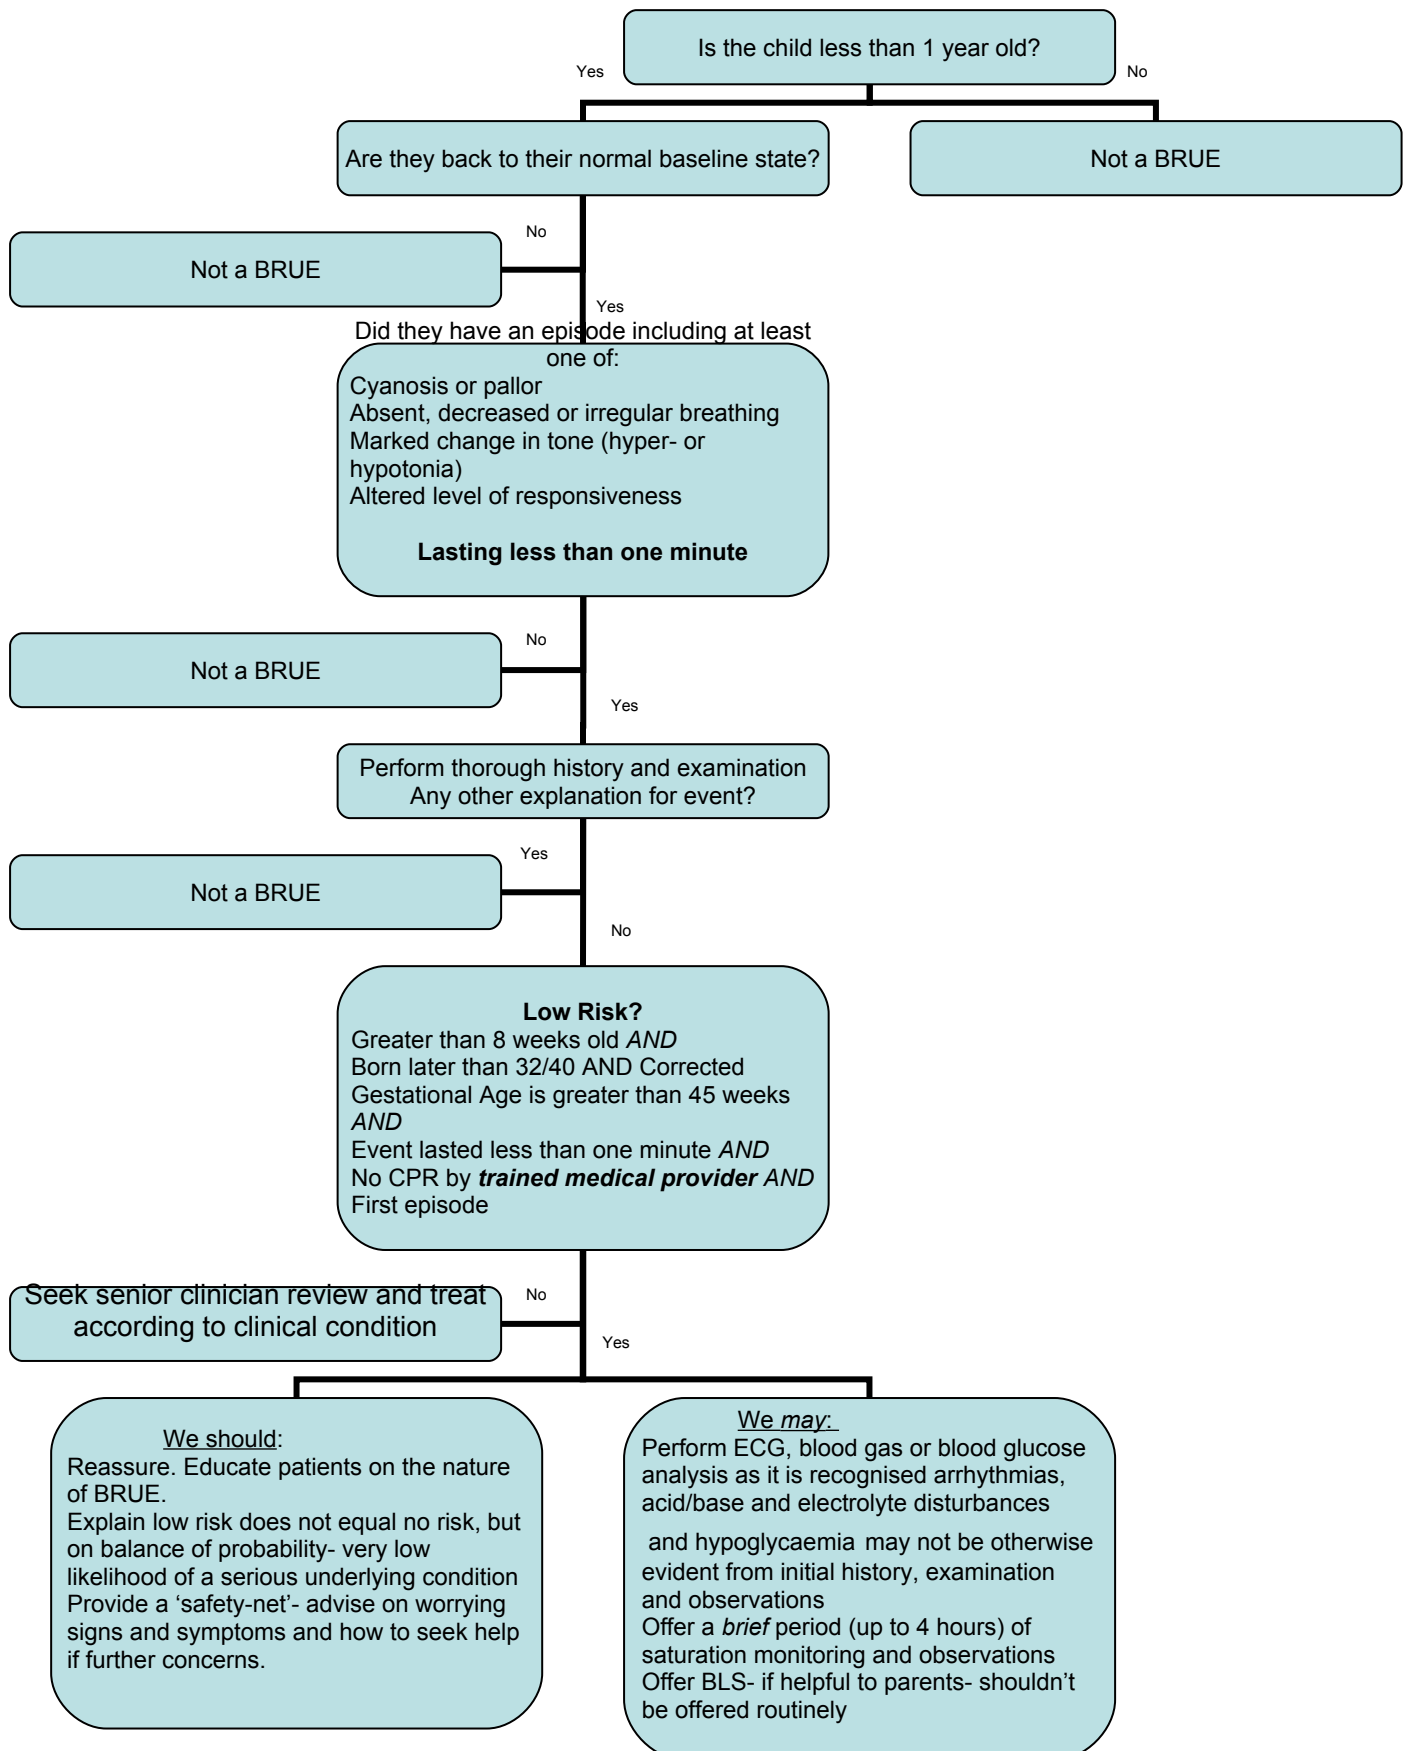 Is the child less than 1 year old?
Yes
No
Are they back to their normal baseline state?
Not a BRUE
No
Not a BRUE
Yes
Did they have an episode including at least
one of:
Cyanosis or pallor
Absent, decreased or irregular breathing
Marked change in tone (hyper- or
hypotonia)
Altered level of responsiveness
Lasting less than one minute
No
Not a BRUE
Yes
Perform thorough history and examination
Any other explanation for event?
Yes
Not a BRUE
No
Low Risk?
Greater than 8 weeks old AND
Born later than 32/40 AND Corrected
Gestational Age is greater than 45 weeks
AND
Event lasted less than one minute AND
No CPR by trained medical provider AND
First episode
No
Seek senior clinician review and treat
according to clinical condition
Yes
We should:
Reassure. Educate patients on the nature
of BRUE.
Explain low risk does not equal no risk, but
on balance of probability- very low
likelihood of a serious underlying condition
Provide a ‘safety-net’- advise on worrying
signs and symptoms and how to seek help
if further concerns.
We may:
Perform ECG, blood gas or blood glucose
analysis as it is recognised arrhythmias,
acid/base and electrolyte disturbances
and hypoglycaemia may not be otherwise
evident from initial history, examination
and observations
Offer a brief period (up to 4 hours) of
saturation monitoring and observations
Offer BLS- if helpful to parents- shouldn’t
be offered routinely